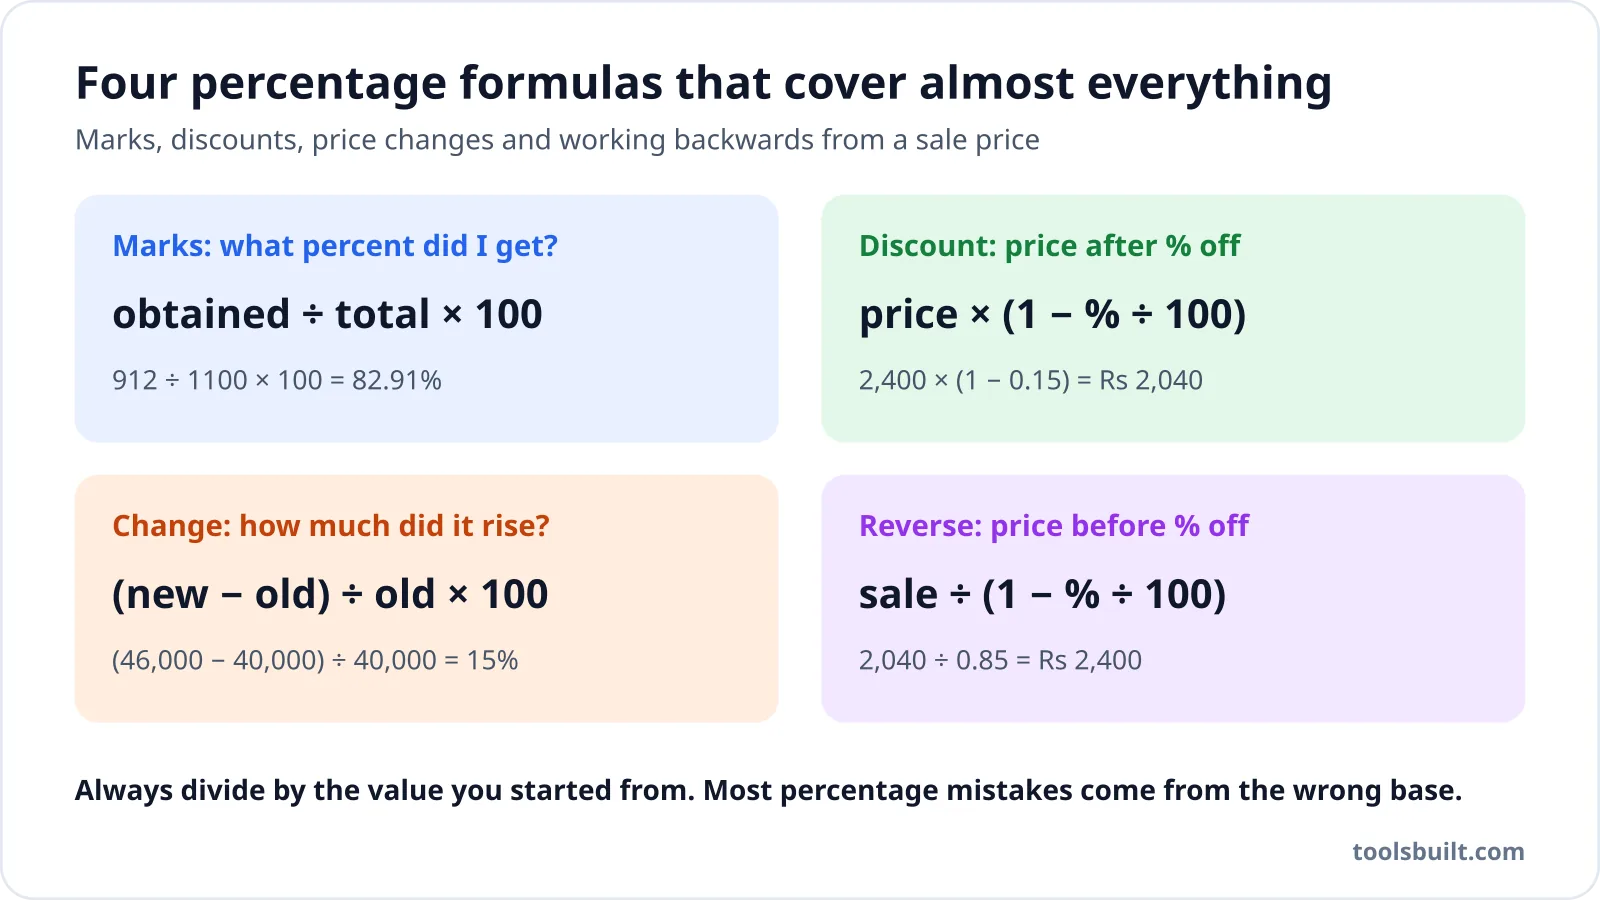 Four percentage formulas that cover almost everything
Marks, discounts, price changes and working backwards from a sale price
Marks: what percent did I get?
obtained ÷ total × 100
912 ÷ 1100 × 100 = 82.91%
Discount: price after % off
price × (1 − % ÷ 100)
2,400 × (1 − 0.15) = Rs 2,040
Change: how much did it rise?
(new − old) ÷ old × 100
(46,000 − 40,000) ÷ 40,000 = 15%
Reverse: price before % off
sale ÷ (1 − % ÷ 100)
2,040 ÷ 0.85 = Rs 2,400
Always divide by the value you started from. Most percentage mistakes come from the wrong base.
toolsbuilt.com